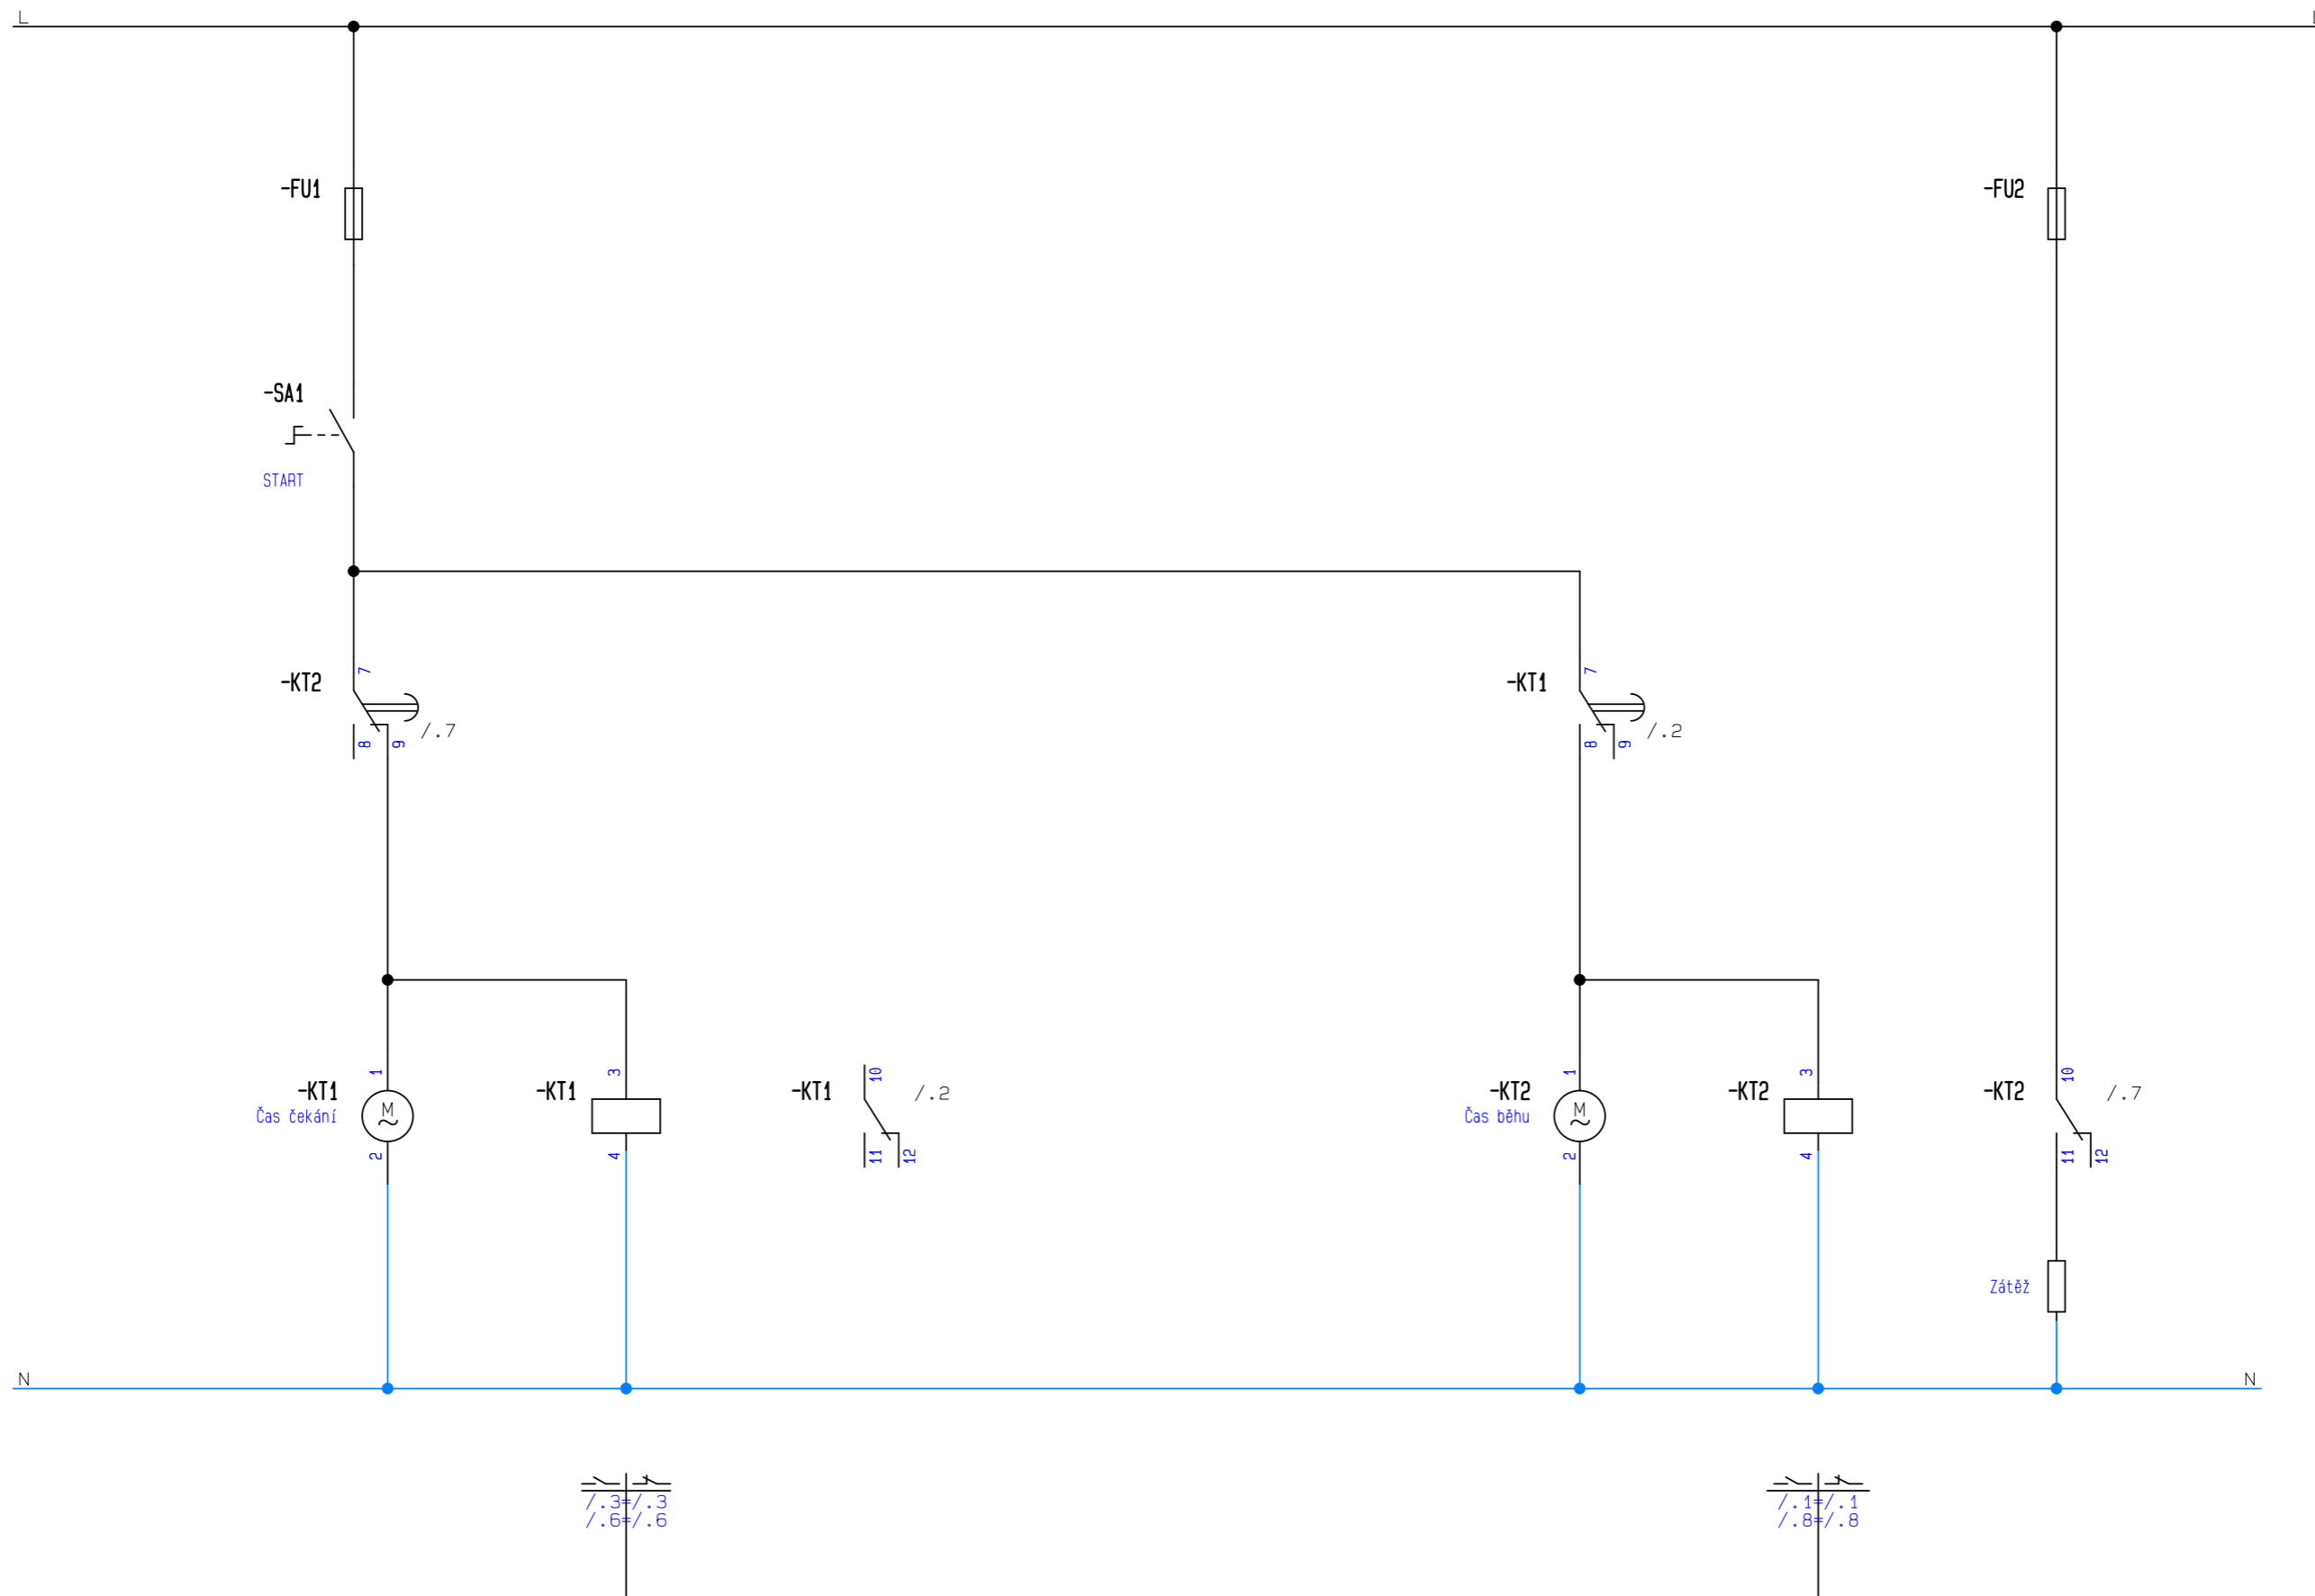 L
L
-FU1
-FU2
-SA1
START
-KT2
7
8
9
/.7
-KT1
7
8
9
/.2
-KT1
Čas čekání
1
M
2
-KT1
3
4
-KT1
10
/.2
11
12
-KT2
Čas běhu
1
M
2
-KT2
3
4
-KT2
10
/.7
11
12
Zátěž
N
N
/.3=/.3
/.6=/.6
/.1=/.1
/.8=/.8